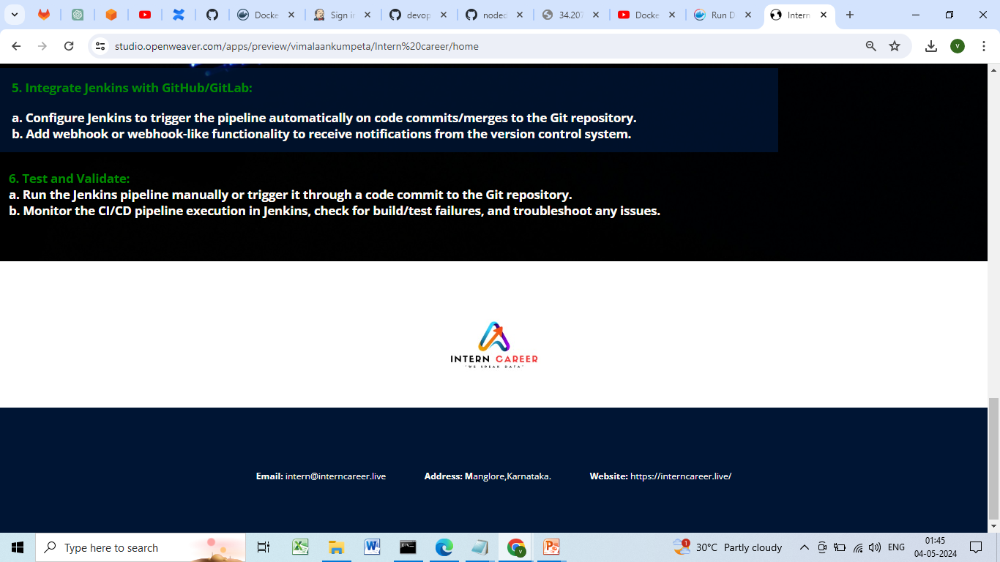 Docke
Sign i
devop
noded
34.207
Docke
Run D
Intern
studio.openweaver.com/apps/preview/vimalaankumpeta/Intern%20career/home
V
5. Integrate Jenkins with GitHub/GitLab:
a. Configure Jenkins to trigger the pipeline automatically on code commits/merges to the Git repository.
b. Add webhook or webhook-like functionality to receive notifications from the version control system.
6. Test and Validate:
a. Run the Jenkins pipeline manually or trigger it through a code commit to the Git repository.
b. Monitor the CI/CD pipeline execution in Jenkins, check for build/test failures, and troubleshoot any issues.
INTERN CAREER
"WE SPEAK DATA"
Email: intern@interncareer.live
Address: Manglore,Karnataka.
Website: https://interncareer.live/
Type here to search
1
30°C Partly cloudy
ENG
01:45
04-05-2024